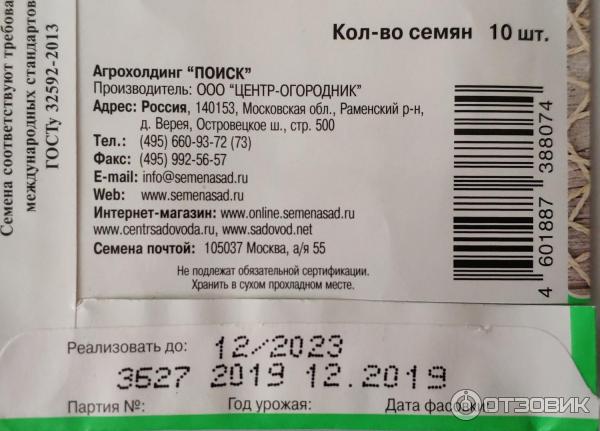 Кол-во семян 10 шт.
Агрохолдинг "ПОИСК"
Производитель: ООО "ЦЕНТР-ОГОРОДНИК"
Адрес: Россия, 140153, Московская обл., Раменский р-н,
д. Верея, Островецкое ш., стр. 500
Тел.: (495) 660-93-72 (73)
Факс: (495) 992-56-57
E-mail: info@semenasad.ru
Web: www.semenasad.ru
Интернет-магазин: www.online.semenasad.ru
www.centrsadovoda.ru, www.sadovod.net
Семена почтой: 105037 Москва, а/я 55
Не подлежат обязательной сертификации.
Хранить в сухом прохладном месте.
4 601887 388074
Семена соответствуют требова
международных стандартов
ГОСТу 32592-2013
Реализовать до: 12/2023
3527 2019 12.2019
Партия №: Год урожая: Дата фасовки:
ОТЗОВИК